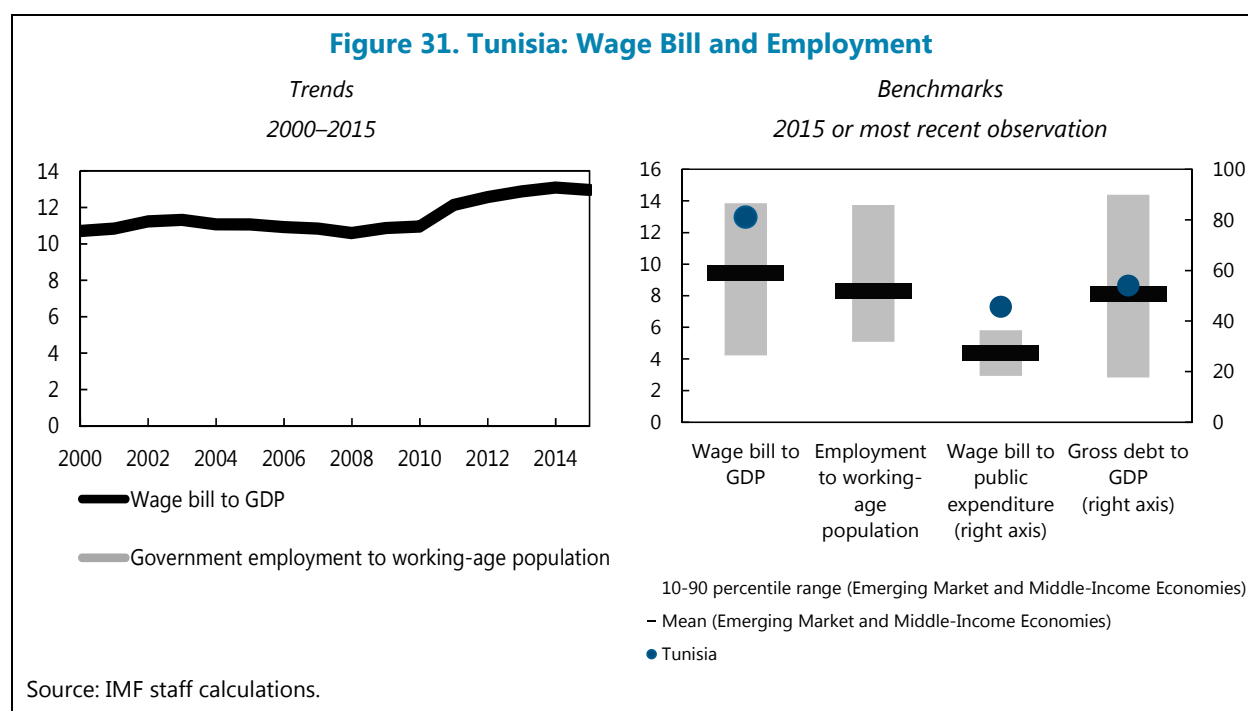 Figure 31. Tunisia: Wage Bill and Employment
Trends
2000–2015
14
12
10
8
6
4
2
0
2000 2002 2004 2006 2008 2010 2012 2014
Wage bill to GDP
Government employment to working-age population
Benchmarks
2015 or most recent observation
16
14
12
10
8
6
4
2
0
100
80
60
40
20
0
Wage bill to
GDP
Employment
to working-
age
population
Wage bill to
public
expenditure
(right axis)
Gross debt to
GDP
(right axis)
10-90 percentile range (Emerging Market and Middle-Income Economies)
Mean (Emerging Market and Middle-Income Economies)
Tunisia
Source: IMF staff calculations.